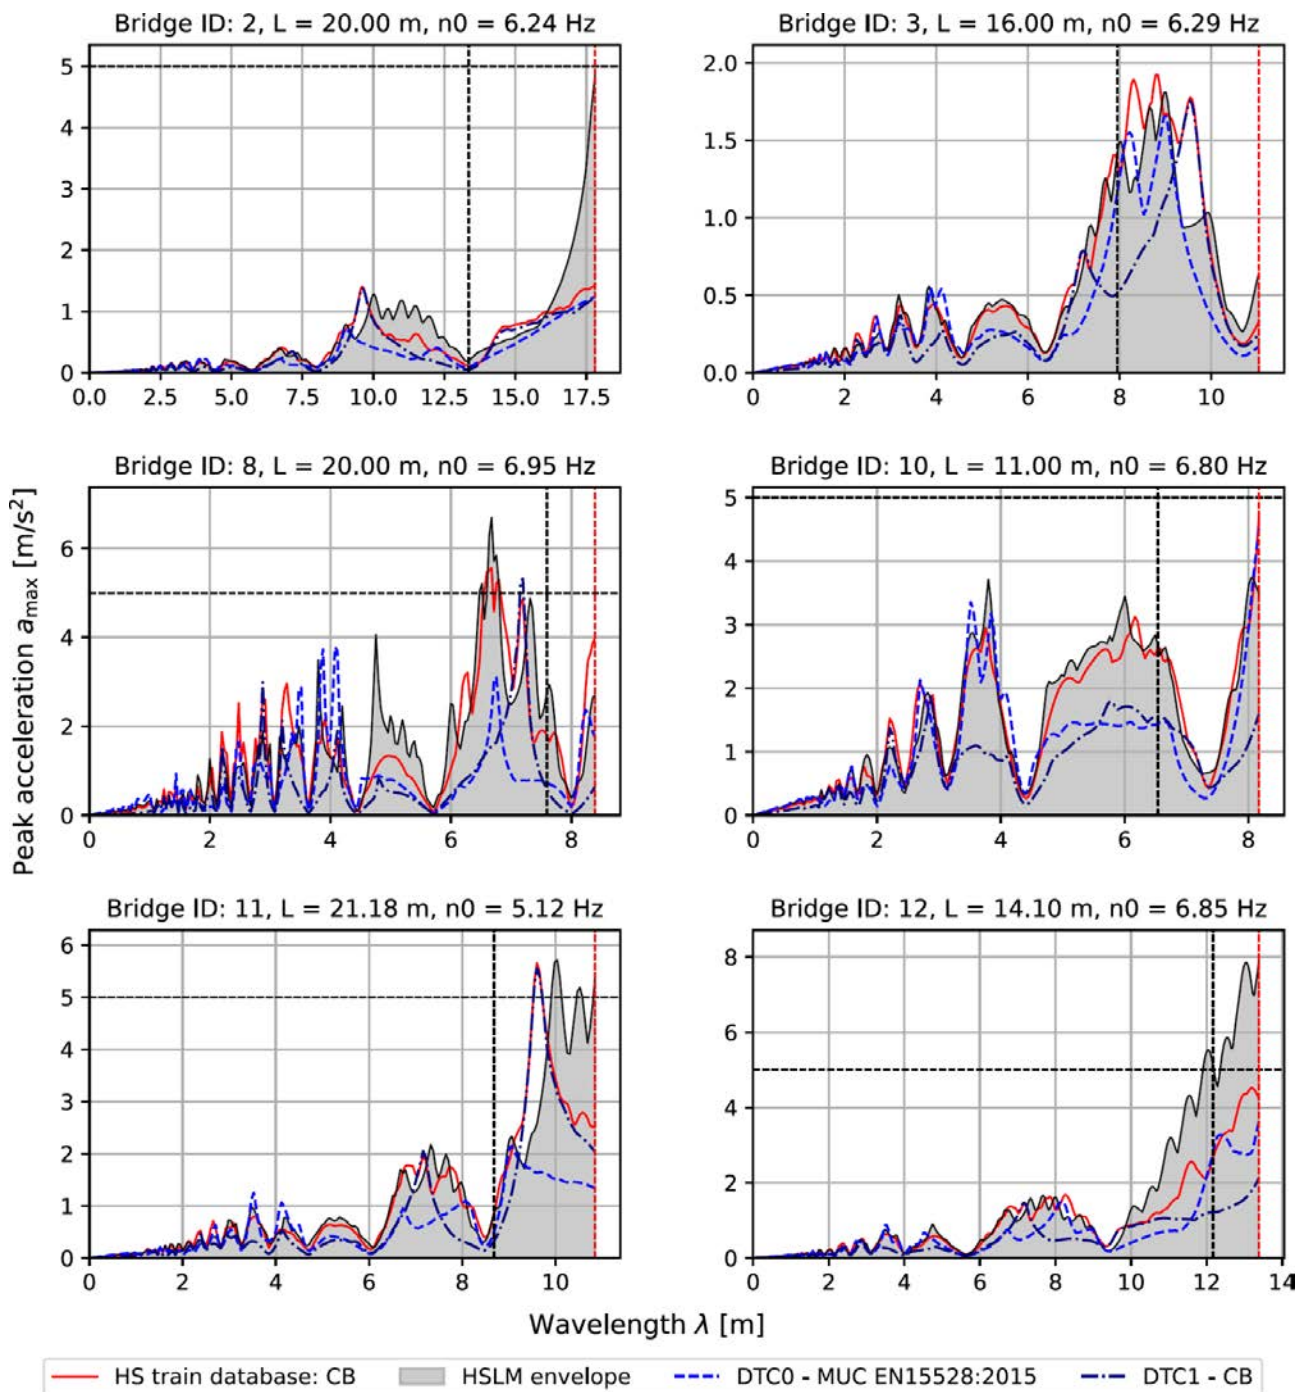 Bridge ID: 2, L = 20.00 m, n0 = 6.24 Hz
5
4
3
2
1
0
0.0 2.5 5.0 7.5 10.0 12.5 15.0 17.5
Bridge ID: 3, L = 16.00 m, n0 = 6.29 Hz
2.0
1.5
1.0
0.5
0.0
0 2 4 6 8 10
Bridge ID: 8, L = 20.00 m, n0 = 6.95 Hz
6
5
4
2
0
0 2 4 6 8
Bridge ID: 10, L = 11.00 m, n0 = 6.80 Hz
5
4
3
2
1
0
0 2 4 6 8
Bridge ID: 11, L = 21.18 m, n0 = 5.12 Hz
6
5
4
3
2
1
0
0 2 4 6 8 10
Bridge ID: 12, L = 14.10 m, n0 = 6.85 Hz
8
6
5
4
2
0
0 2 4 6 8 10 12 14
Peak acceleration a_max [m/s²]
Wavelength λ [m]
HS train database: CB HSLM envelope DTC0 - MUC EN15528:2015 DTC1 - CB